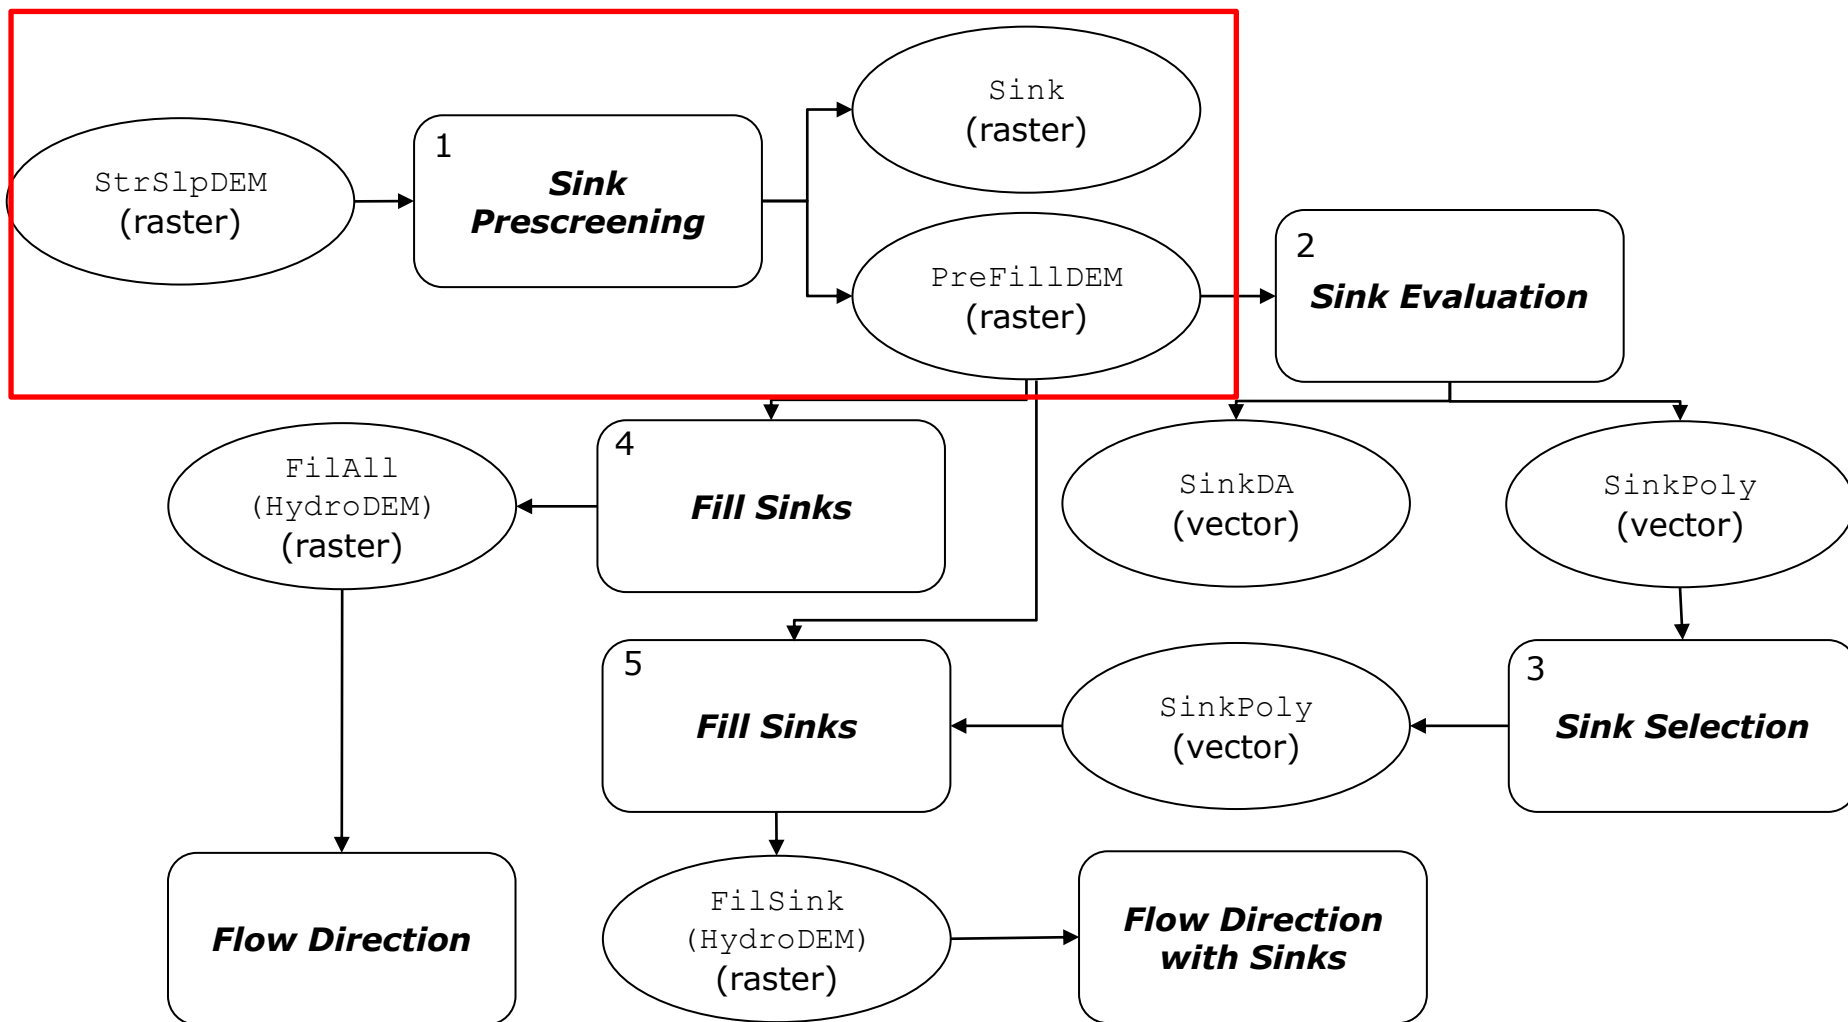 Sink
(raster)
1
Sink
Prescreening
StrSlpDEM
(raster)
PreFillDEM
(raster)
2
Sink Evaluation
4
Fill Sinks
FilAll
(HydroDEM)
(raster)
SinkDA
(vector)
SinkPoly
(vector)
5
Fill Sinks
SinkPoly
(vector)
3
Sink Selection
Flow Direction
FilSink
(HydroDEM)
(raster)
Flow Direction
with Sinks